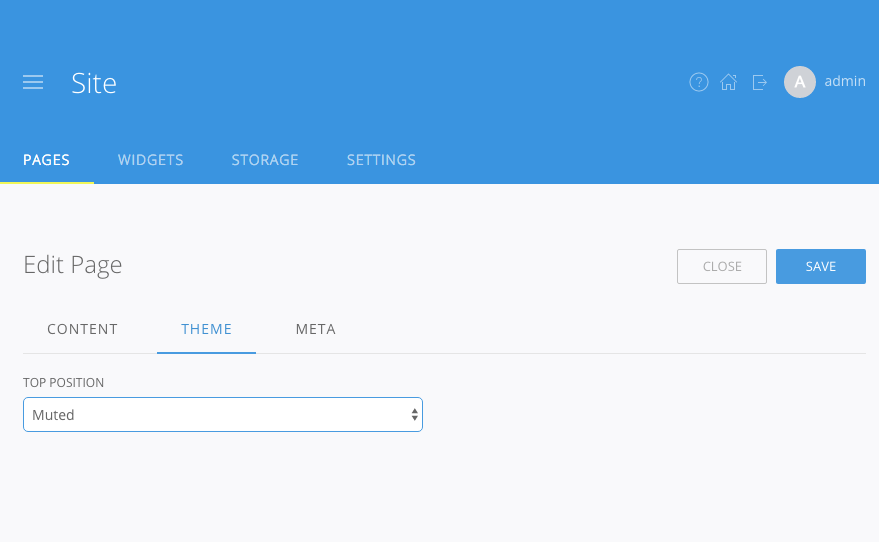 Site
?
A admin
PAGES WIDGETS STORAGE SETTINGS
Edit Page
CLOSE SAVE
CONTENT THEME META
TOP POSITION
Muted